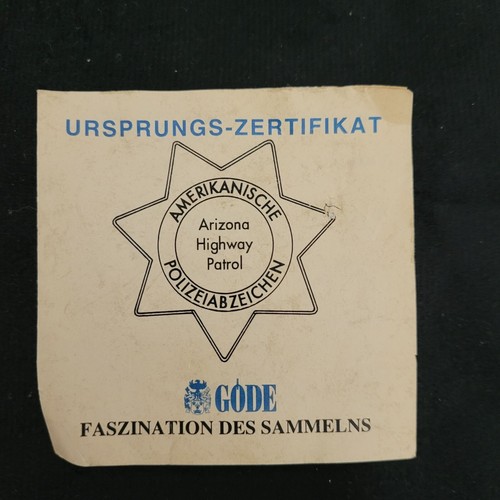 URSPRUNGS-ZERTIFIKAT
AMERIKANISCHE
Arizona
Highway
Patrol
POLIZEIABZEICHEN
GÖDE
FASZINATION DES SAMMELNS